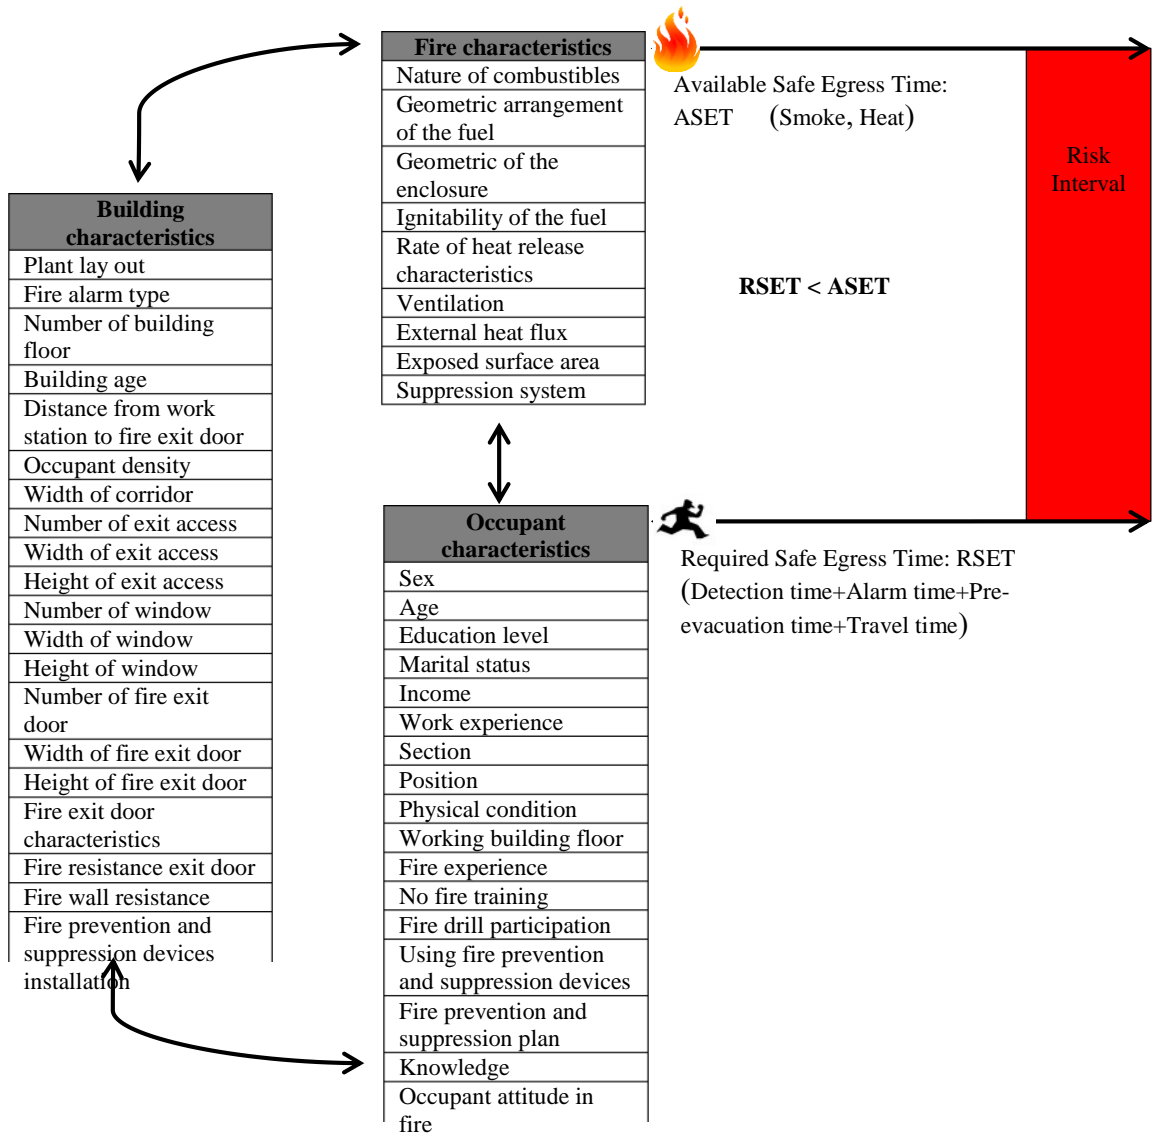 Fire characteristics
Nature of combustibles
Geometric arrangement
of the fuel
Geometric of the
enclosure
Ignitability of the fuel
Rate of heat release
characteristics
Ventilation
External heat flux
Exposed surface area
Suppression system
Available Safe Egress Time:
ASET (Smoke, Heat)
Risk
Interval
RSET < ASET
Building
characteristics
Plant lay out
Fire alarm type
Number of building
floor
Building age
Distance from work
station to fire exit door
Occupant density
Width of corridor
Number of exit access
Width of exit access
Height of exit access
Number of window
Width of window
Height of window
Number of fire exit
door
Width of fire exit door
Height of fire exit door
Fire exit door
characteristics
Fire resistance exit door
Fire wall resistance
Fire prevention and
suppression devices
installation
Occupant
characteristics
Sex
Age
Education level
Marital status
Income
Work experience
Section
Position
Physical condition
Working building floor
Fire experience
No fire training
Fire drill participation
Using fire prevention
and suppression devices
Fire prevention and
suppression plan
Knowledge
Occupant attitude in
fire
Required Safe Egress Time: RSET
(Detection time+Alarm time+Pre-
evacuation time+Travel time)